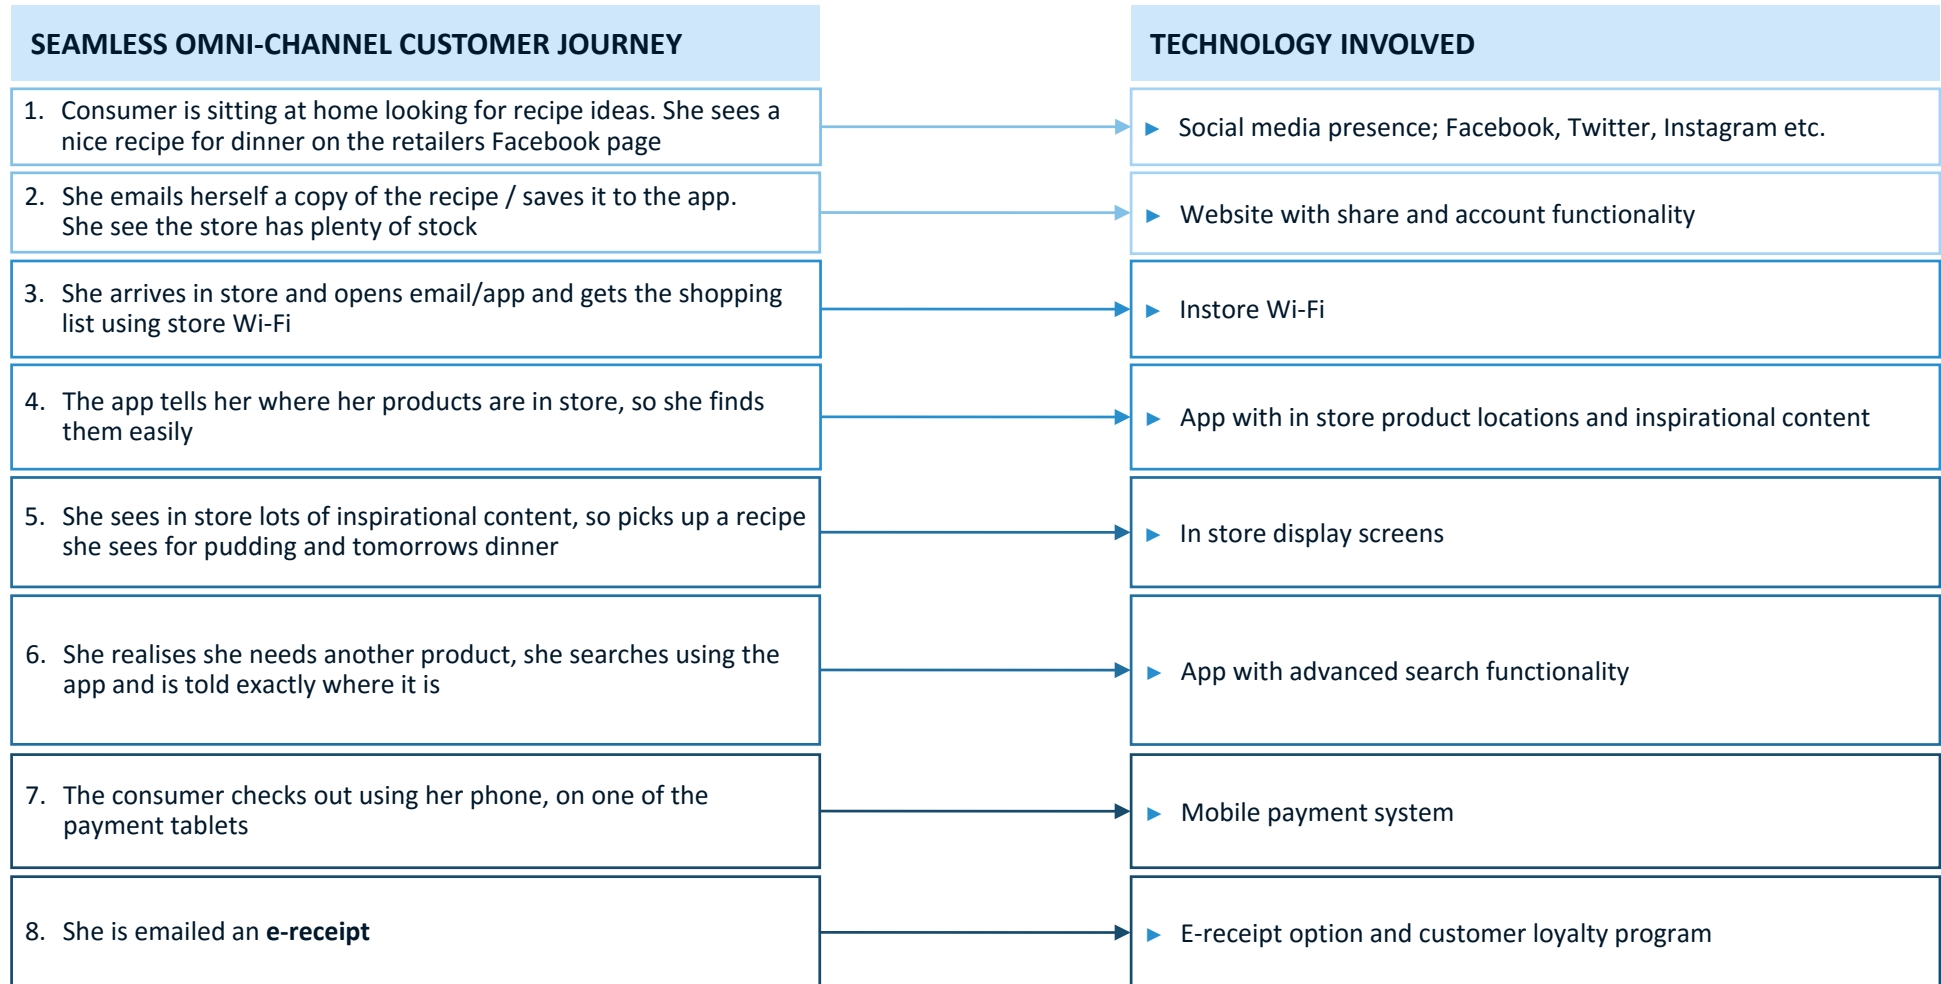 SEAMLESS OMNI-CHANNEL CUSTOMER JOURNEY
TECHNOLOGY INVOLVED
1. Consumer is sitting at home looking for recipe ideas. She sees a
nice recipe for dinner on the retailers Facebook page
► Social media presence; Facebook, Twitter, Instagram etc.
2. She emails herself a copy of the recipe / saves it to the app.
She see the store has plenty of stock
► Website with share and account functionality
3. She arrives in store and opens email/app and gets the shopping
list using store Wi-Fi
► Instore Wi-Fi
4. The app tells her where her products are in store, so she finds
them easily
► App with in store product locations and inspirational content
5. She sees in store lots of inspirational content, so picks up a recipe
she sees for pudding and tomorrows dinner
► In store display screens
6. She realises she needs another product, she searches using the
app and is told exactly where it is
► App with advanced search functionality
7. The consumer checks out using her phone, on one of the
payment tablets
► Mobile payment system
8. She is emailed an e-receipt
► E-receipt option and customer loyalty program